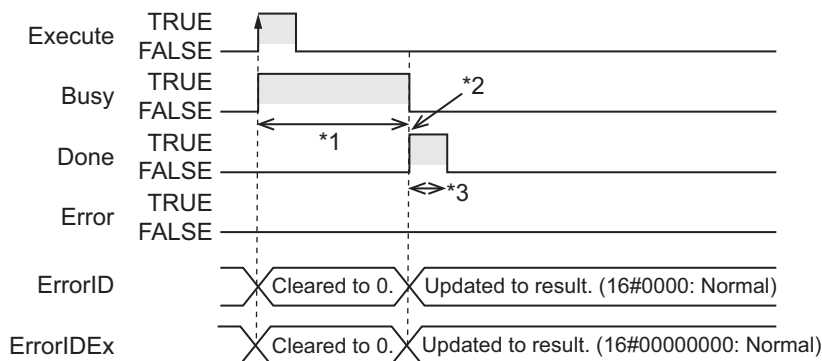 Execute TRUE
FALSE
Busy TRUE
FALSE
*1
*2
Done TRUE
FALSE
*3
Error TRUE
FALSE
ErrorID Cleared to 0. Updated to result. (16#0000: Normal)
ErrorIDEx Cleared to 0. Updated to result. (16#00000000: Normal)